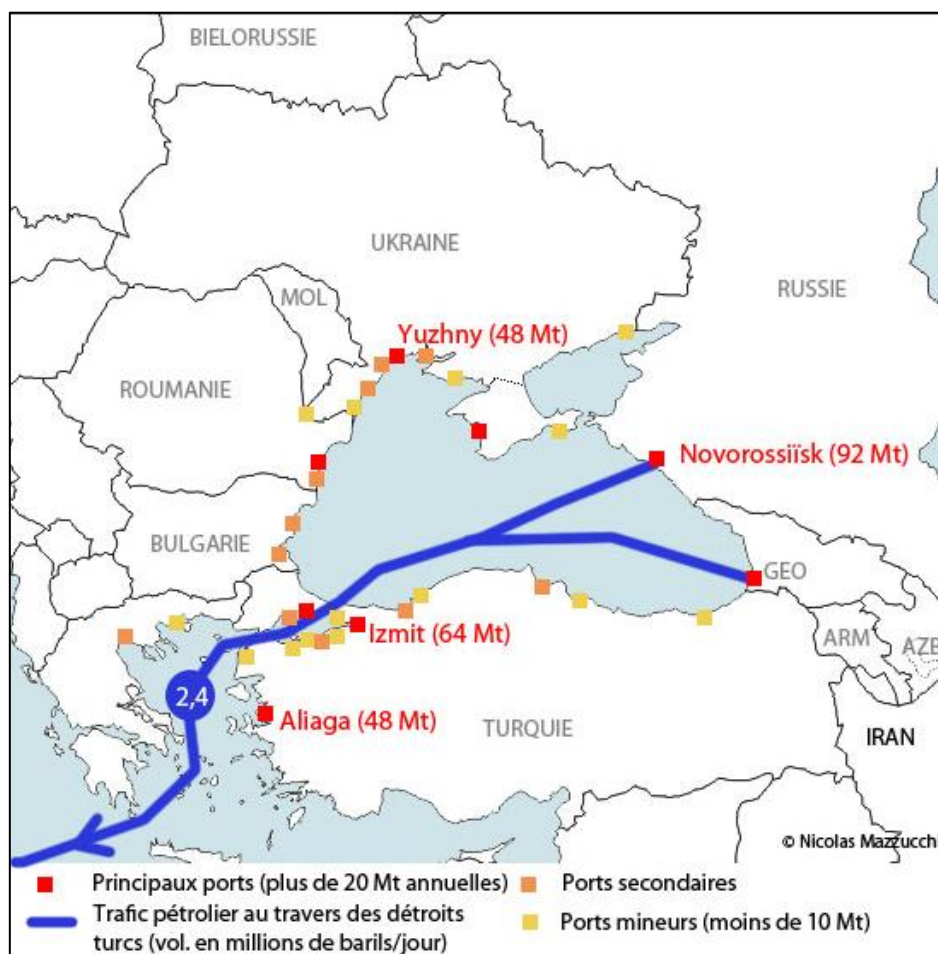 BIELORUSSIE
UKRAINE
RUSSIE
MOL
Yuzhny (48 Mt)
ROUMANIE
Novorossiïsk (92 Mt)
BULGARIE
GEO
Izmit (64 Mt)
ARM
AZE
2,4
Aliaga (48 Mt)
TURQUIE
IRAN
© Nicolas Mazzucchi
Principaux ports (plus de 20 Mt annuelles)
Ports secondaires
Trafic pétrolier au travers des détroits
turcs (vol. en millions de barils/jour)
Ports mineurs (moins de 10 Mt)